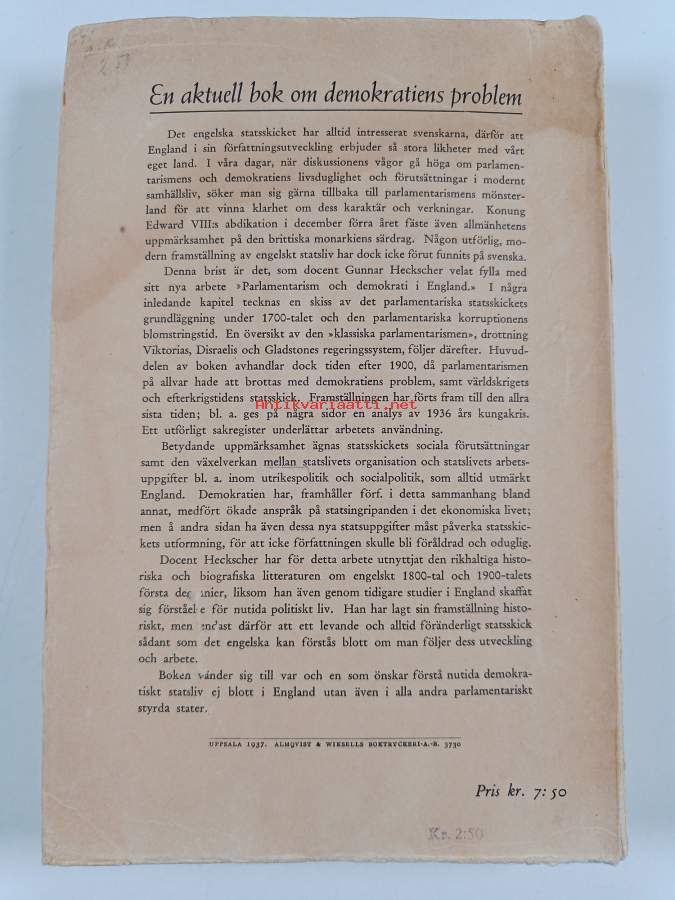 2 50
En aktuell bok om demokratiens problem
Det engelska statsskicket har alltid intresserat svenskarna, därför att
England i sin författningsutveckling erbjuder så stora likheter med vårt
eget land. I våra dagar, när diskussionens vågor gå höga om parlamen-
tarismens och demokratiens livsduglighet och förutsättningar i modernt
samhällsliv, söker man sig gärna tillbaka till parlamentarismens mönster-
land för att vinna klarhet om dess karaktär och verkningar. Konung
Edward VIII:s abdikation i december förra året fäste även allmänhetens
uppmärksamhet på den brittiska monarkiens särdrag. Någon utförlig, mo-
dern framställning av engelskt statsliv har dock icke förut funnits på svenska.
Denna brist är det, som docent Gunnar Heckscher velat fylla med
sitt nya arbete »Parlamentarism och demokrati i England.» I några
inledande kapitel tecknas en skiss av det parlamentariska statsskickets
grundläggning under 1700-talet och den parlamentariska korruptionens
blomstringstid. En översikt av den »klassiska parlamentarismen», drottning
Viktorias, Disraelis och Gladstones regeringssystem, följer därefter. Huvud-
delen av boken avhandlar dock tiden efter 1900, då parlamentarismen
på allvar hade att brottas med demokratiens problem, samt världskrigets
och efterkrigstidens statsskick. Framställningen har förts fram till den allra
Antikvariaatti.net
sista tiden; bl. a. ges på några sidor en analys av 1936 års kungakris.
Ett utförligt sakregister underlättar arbetets användning.
Betydande uppmärksamhet ägnas statsskickets sociala förutsättningar
samt den växelverkan mellan statslivets organisation och statslivets arbets-
uppgifter bl. a. inom utrikespolitik och socialpolitik, som alltid utmärkt
England. Demokratien har, framhåller förf. i detta sammanhang bland
annat, medfört ökade anspråk på statsingripanden i det ekonomiska livet;
men å andra sidan ha även dessa nya statsuppgifter måst påverka statsskic-
kets utformning, för att icke författningen skulle bli föråldrad och oduglig.
Docent Heckscher har för detta arbete utnyttjat den rikhaltiga histo-
riska och biografiska litteraturen om engelskt 1800-tal och 1900-talets
första decennier, liksom han även genom tidigare studier i England skaffat
sig förståelse för nutida politiskt liv. Han har lagt sin framställning histo-
riskt, men endast därför att ett levande och alltid föränderligt statsskick
sådant som det engelska kan förstås blott om man följer dess utveckling
och arbete.
Boken vänder sig till var och en som önskar förstå nutida demokra-
tiskt statsliv ej blott i England utan även i alla andra parlamentariskt
styrda stater.
UPPSALA 1937. ALMQVIST & WIKSELLS BOKTRYCKERI-A.-B. 3730
Pris kr. 7: 50
Kr. 2:50